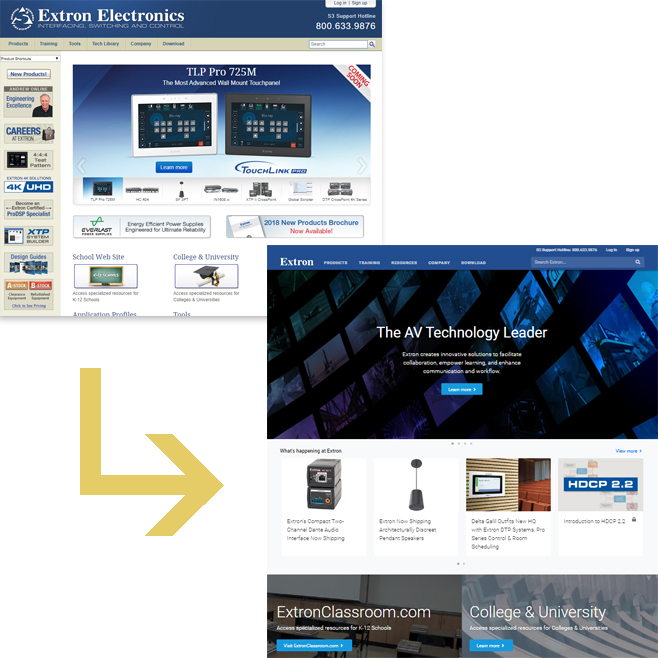 Log in | Sign up
Extron Electronics
INTERFACING, SWITCHING AND CONTROL
S3 Support Hotline
800.633.9876
Products Training Tools Tech Library Company Download
Search
Product Shortcuts
New Products!
ANDREW ONLINE
Engineering
Excellence
CAREERS
AT EXTRON
4:4:4
Test
Pattern
EXTRON 4K SOLUTIONS
4K UHD
Become an
Extron Certified
ProDSP Specialist
XTP
SYSTEM
BUILDER
Design Guides
A-STOCK B-STOCK
Clearance Equipment
Refurbished Equipment
Click to See Pricing
TLP Pro 725M
The Most Advanced Wall Mount Touchpanel
COMING
SOON
Learn more
TOUCHLINK PRO
TLP Pro 725M
HC 404
SF 3PT
XTP II CrossPoint
Global Scripter
DTP CrossPoint 4K Series
EVERLAST
POWER SUPPLIES
Energy Efficient Power Supplies
Engineered for Ultimate Reliability
2018 New Products Brochure
Now Available!
School Web Site
K-12 SCHOOLS
Access specialized resources for
K-12 Schools
College & University
Access specialized resources for
Colleges & Universities
Application Profiles
Tools
S3 Support Hotline: 800.633.9876 Log in Sign up
Extron
PRODUCTS TRAINING RESOURCES COMPANY DOWNLOAD
Search Extron...
The AV Technology Leader
Extron creates innovative solutions to facilitate
collaboration, empower learning, and enhance
communication and workflow.
Learn more
What's happening at Extron
View more
Extron
Extron's Compact Two-
Channel Dante Audio
Interface Now Shipping
Extron Now Shipping
Architecturally Discreet
Pendant Speakers
Delta Galil Outfits New HQ
with Extron DTP Systems, Pro
Series Control & Room
Scheduling
HDCP 2.2
Introduction to HDCP 2.2
ExtronClassroom.com
Access specialized resources for K-12 Schools
Visit ExtronClassroom.com
College & University
Access specialized resources for Colleges & Universities
Learn more